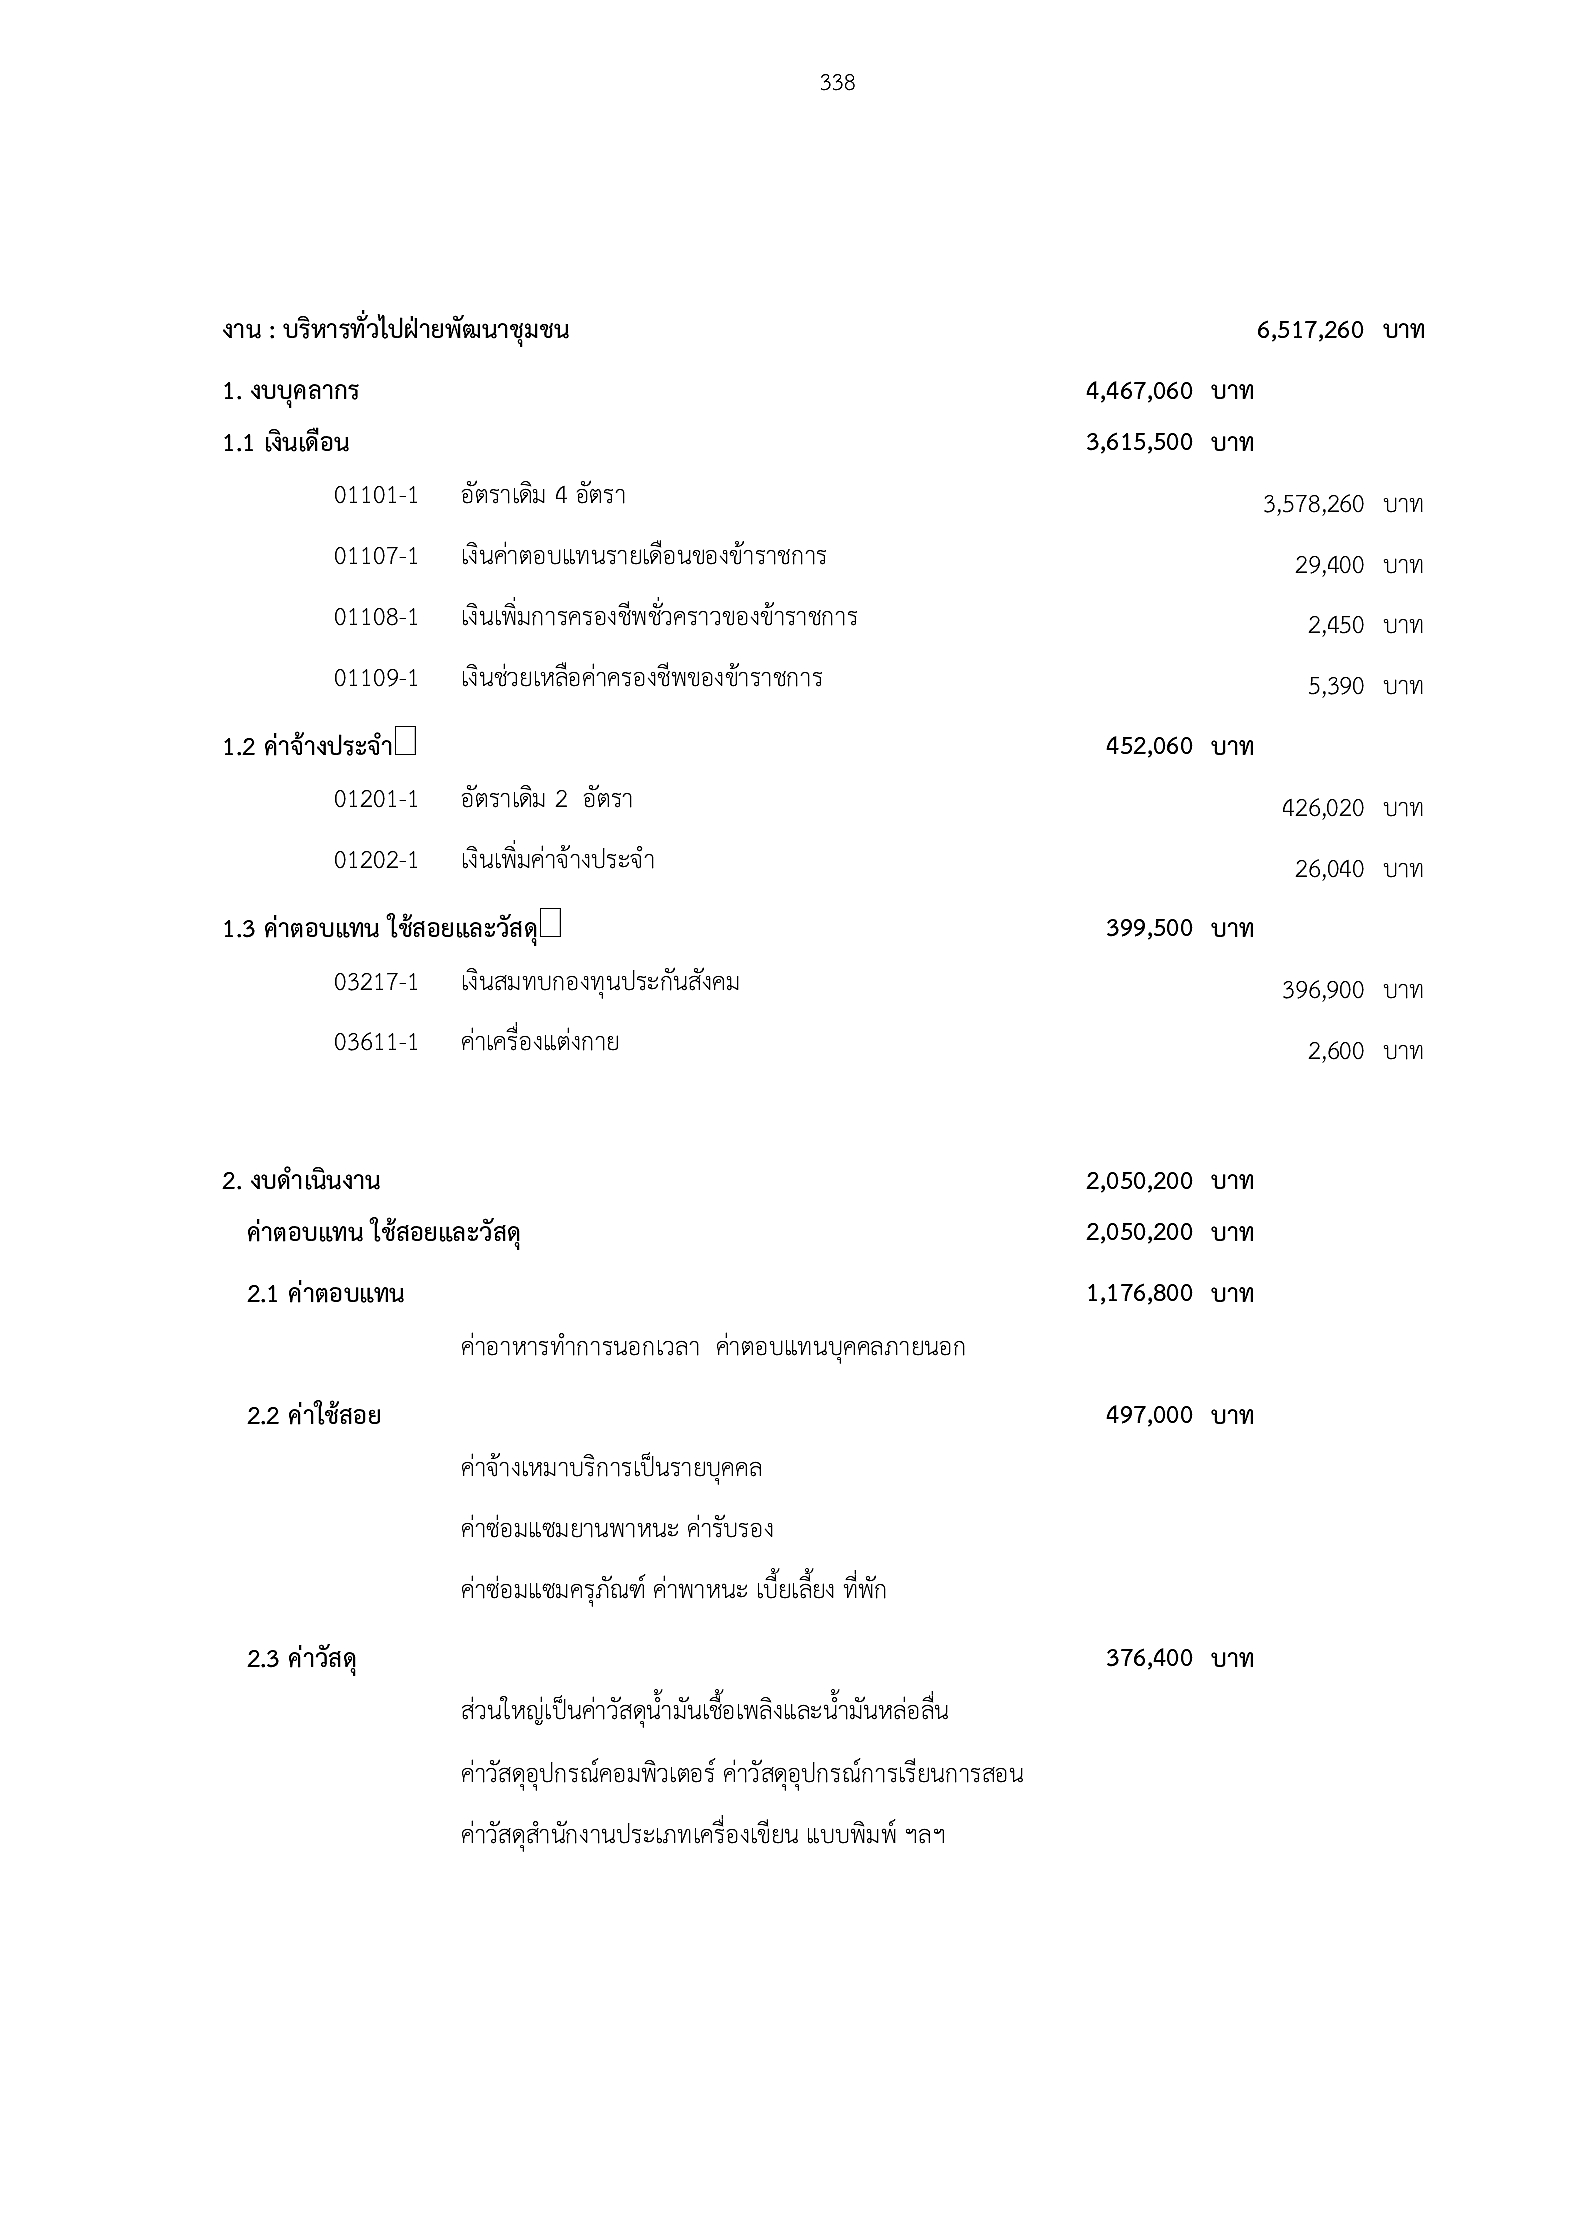 338
งาน : บริหารทั่วไปฝ่ายพัฒนาชุมชน 6,517,260 บาท
1. งบบุคลากร 4,467,060 บาท
1.1 เงินเดือน 3,615,500 บาท
01101-1 อัตราเดิม 4 อัตรา 3,578,260 บาท
01107-1 เงินค่าตอบแทนรายเดือนของข้าราชการ 29,400 บาท
01108-1 เงินเพิ่มการครองชีพชั่วคราวของข้าราชการ 2,450 บาท
01109-1 เงินช่วยเหลือค่าครองชีพของข้าราชการ 5,390 บาท
1.2 ค่าจ้างประจำ 452,060 บาท
01201-1 อัตราเดิม 2 อัตรา 426,020 บาท
01202-1 เงินเพิ่มค่าจ้างประจำ 26,040 บาท
1.3 ค่าตอบแทน ใช้สอยและวัสดุ 399,500 บาท
03217-1 เงินสมทบกองทุนประกันสังคม 396,900 บาท
03611-1 ค่าเครื่องแต่งกาย 2,600 บาท
2. งบดำเนินงาน 2,050,200 บาท
ค่าตอบแทน ใช้สอยและวัสดุ 2,050,200 บาท
2.1 ค่าตอบแทน 1,176,800 บาท
ค่าอาหารทำการนอกเวลา ค่าตอบแทนบุคคลภายนอก
2.2 ค่าใช้สอย 497,000 บาท
ค่าจ้างเหมาบริการเป็นรายบุคคล
ค่าซ่อมแซมยานพาหนะ ค่ารับรอง
ค่าซ่อมแซมครุภัณฑ์ ค่าพาหนะ เบี้ยเลี้ยง ที่พัก
2.3 ค่าวัสดุ 376,400 บาท
ส่วนใหญ่เป็นค่าวัสดุน้ำมันเชื้อเพลิงและน้ำมันหล่อลื่น
ค่าวัสดุอุปกรณ์คอมพิวเตอร์ ค่าวัสดุอุปกรณ์การเรียนการสอน
ค่าวัสดุสำนักงานประเภทเครื่องเขียน แบบพิมพ์ ฯลฯ